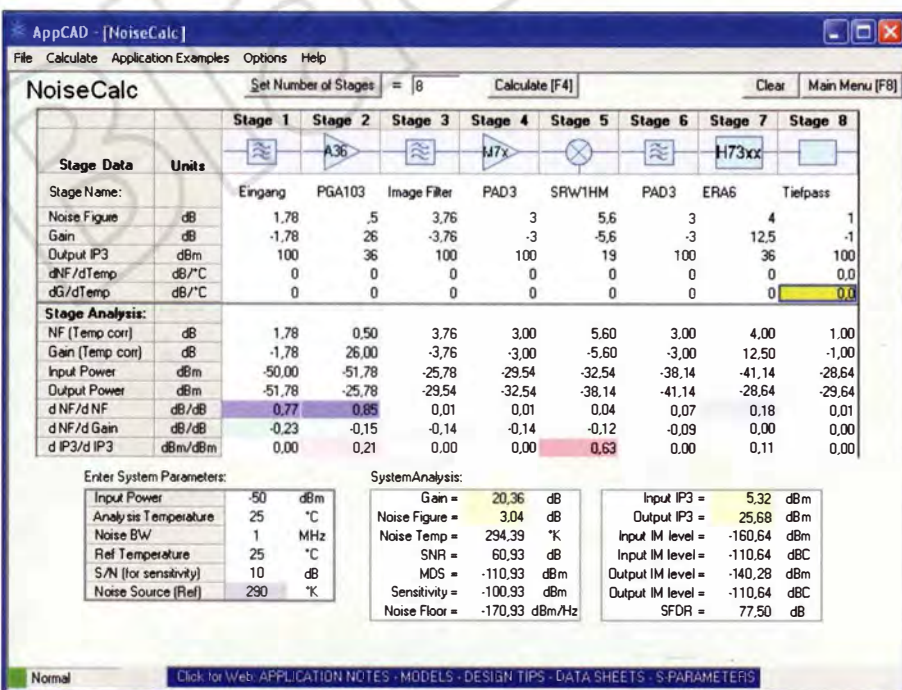 AppCAD - [NoiseCalc]
File Calculate Application Examples Options Help
NoiseCalc Set Number of Stages = 8 Calculate [F4] Clear Main Menu [F8]
Stage 1 Stage 2 Stage 3 Stage 4 Stage 5 Stage 6 Stage 7 Stage 8
A36 M7x H73xx
Stage Data Units
Stage Name: Eingang PGA103 Image Filter PAD3 SRW1HM PAD3 ERA6 Tiefpass
Noise Figure dB 1,78 ,5 3,76 3 5,6 3 4 1
Gain dB -1,78 26 -3,76 -3 -5,6 -3 12,5 -1
Output IP3 dBm 100 36 100 100 19 100 36 100
dNF/dTemp dB/°C 0 0 0 0 0 0 0 0,0
dG/dTemp dB/°C 0 0 0 0 0 0 0 0,0
Stage Analysis:
NF (Temp corr) dB 1,78 0,50 3,76 3,00 5,60 3,00 4,00 1,00
Gain (Temp corr) dB -1,78 26,00 -3,76 -3,00 -5,60 -3,00 12,50 -1,00
Input Power dBm -50,00 -51,78 -25,78 -29,54 -32,54 -38,14 -41,14 -28,64
Output Power dBm -51,78 -25,78 -29,54 -32,54 -38,14 -41,14 -28,64 -29,64
d NF/d NF dB/dB 0,77 0,85 0,01 0,01 0,04 0,07 0,18 0,01
d NF/d Gain dB/dB -0,23 -0,15 -0,14 -0,14 -0,12 -0,09 0,00 0,00
d IP3/d IP3 dBm/dBm 0,00 0,21 0,00 0,00 0,63 0,00 0,11 0,00
Enter System Parameters:
Input Power -50 dBm
Analysis Temperature 25 °C
Noise BW 1 MHz
Ref Temperature 25 °C
S/N (for sensitivity) 10 dB
Noise Source (Ref) 290 °K
SystemAnalysis:
Gain = 20,36 dB
Noise Figure = 3,04 dB
Noise Temp = 294,39 °K
SNR = 60,93 dB
MDS = -110,93 dBm
Sensitivity = -100,93 dBm
Noise Floor = -170,93 dBm/Hz
Input IP3 = 5,32 dBm
Output IP3 = 25,68 dBm
Input IM level = -160,64 dBm
Input IM level = -110,64 dBC
Output IM level = -140,28 dBm
Output IM level = -110,64 dBC
SFDR = 77,50 dB
Normal Click for Web: APPLICATION NOTES - MODELS - DESIGN TIPS - DATA SHEETS - S-PARAMETERS